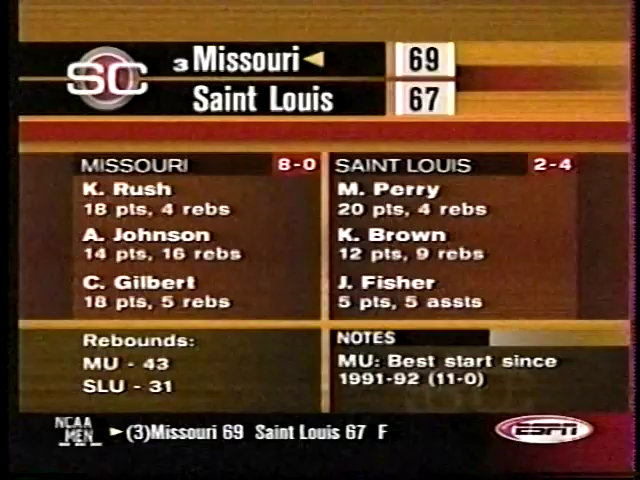 SC
3 Missouri ◄ 69
Saint Louis 67
MISSOURI 8-0
K. Rush
18 pts, 4 rebs
A. Johnson
14 pts, 16 rebs
C. Gilbert
18 pts, 5 rebs
SAINT LOUIS 2-4
M. Perry
20 pts, 4 rebs
K. Brown
12 pts, 9 rebs
J. Fisher
5 pts, 5 assts
Rebounds:
MU - 43
SLU - 31
NOTES
MU: Best start since
1991-92 (11-0)
NCAA
MEN
►(3)Missouri 69 Saint Louis 67 F
ESPN